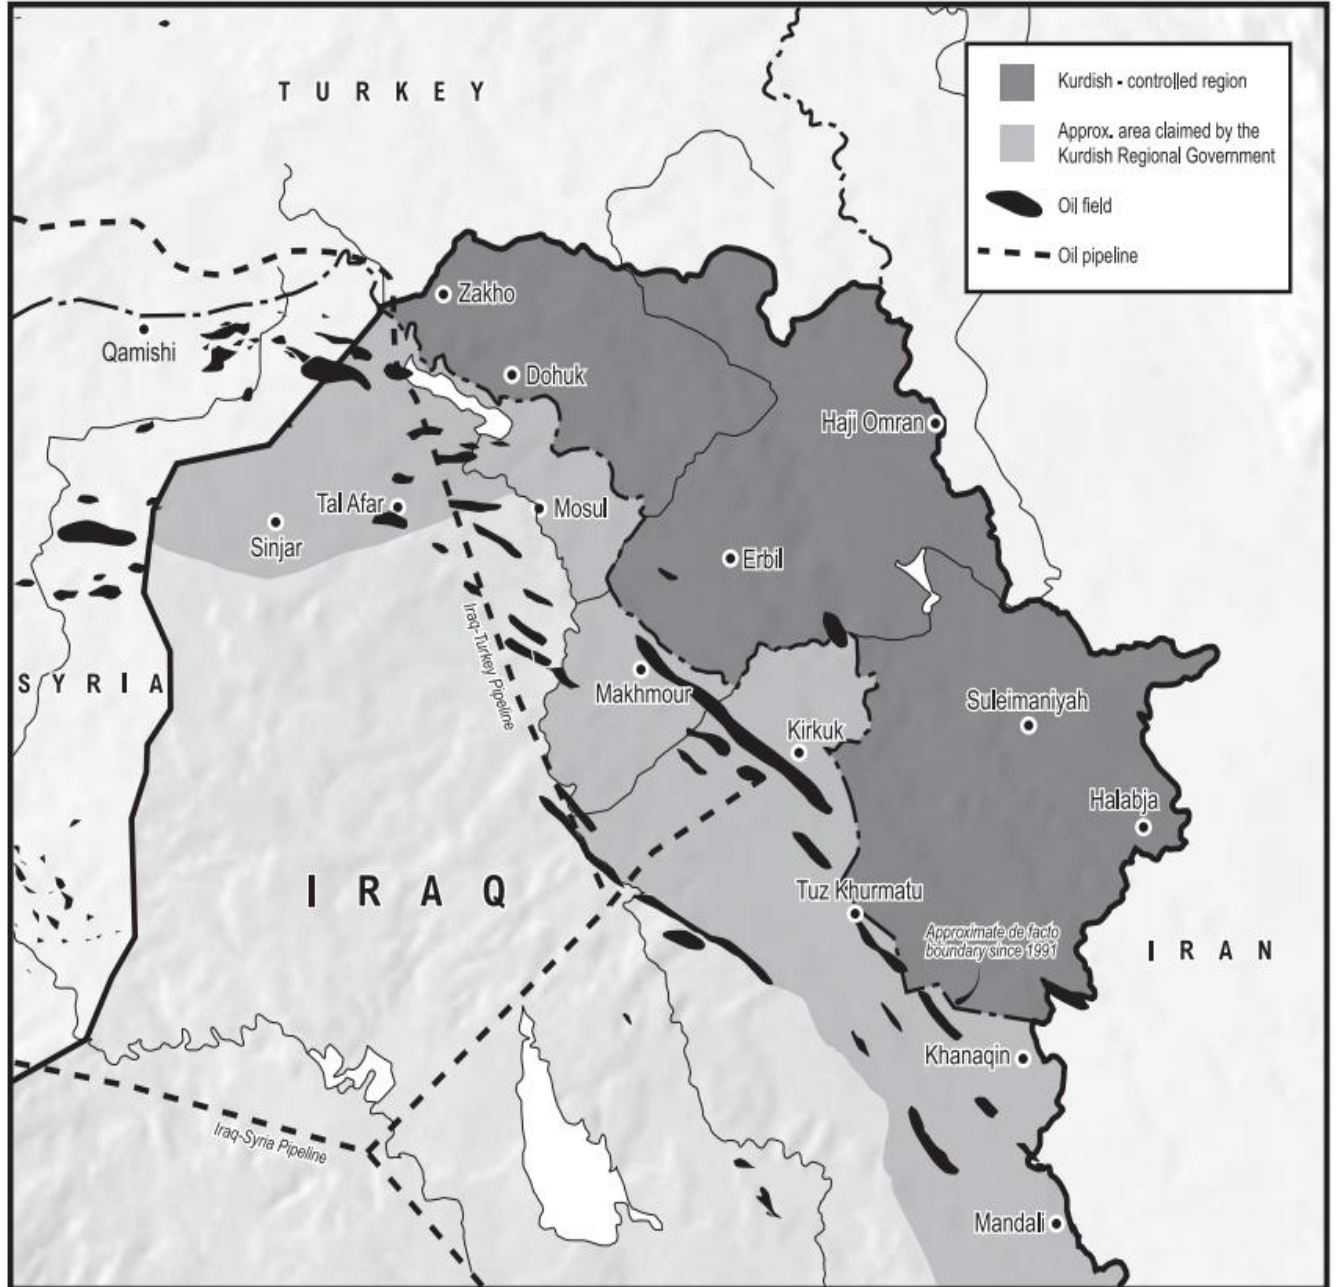 TURKEY
Kurdish - controlled region
Approx. area claimed by the
Kurdish Regional Government
Oil field
Oil pipeline
Zakho
Qamishi
Dohuk
Haji Omran
Tal Afar
Mosul
Sinjar
Erbil
Iraq-Turkey Pipeline
SYRIA
Makhmour
Suleimaniyah
Kirkuk
Halabja
IRAQ
Tuz Khurmatu
Approximate de facto
boundary since 1991
IRAN
Khanaqin
Iraq-Syria Pipeline
Mandali